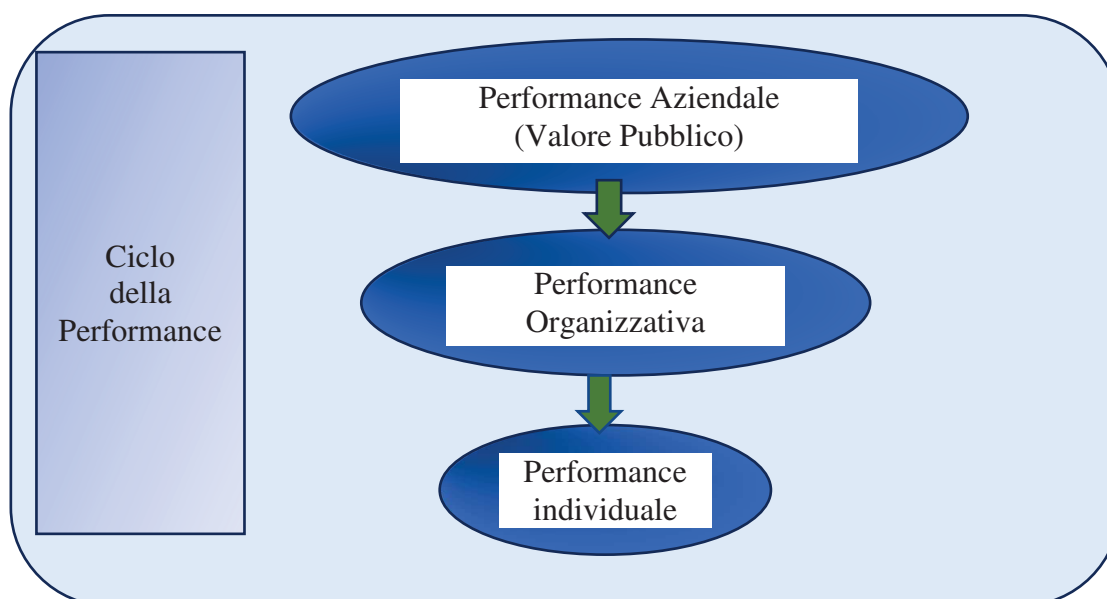 Ciclo
della
Performance
Performance Aziendale
(Valore Pubblico)
Performance
Organizzativa
Performance
individuale